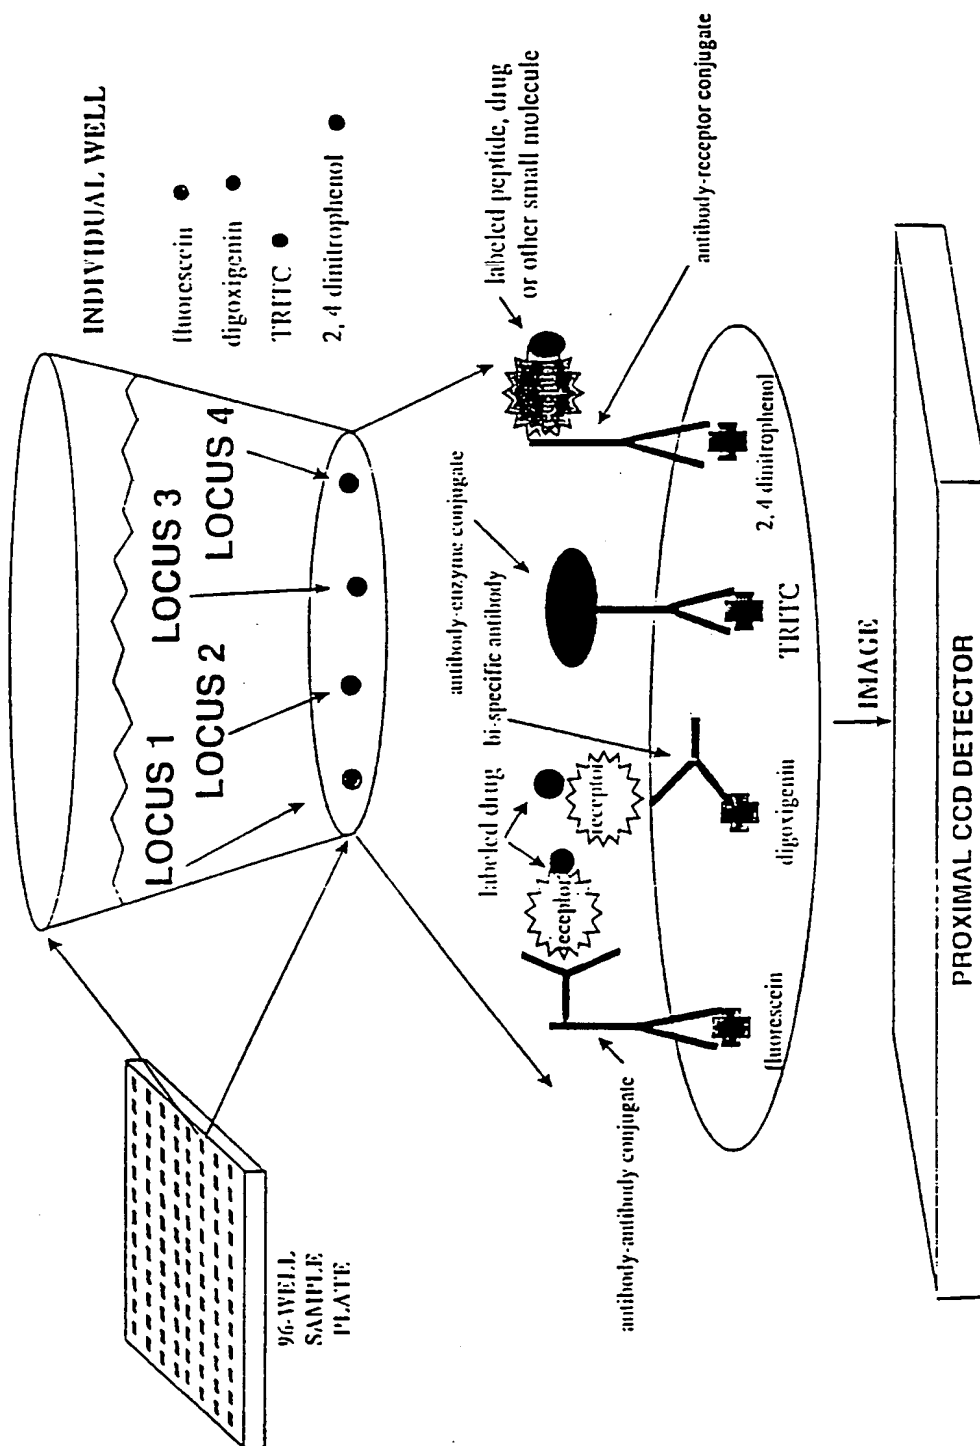 96-WELL
SAMPLE
PLATE
INDIVIDUAL WELL
fluorescein
digoxigenin
TRITC
2, 4 dinitrophenol
LOCUS 1
LOCUS 2
LOCUS 3
LOCUS 4
labeled drug
bi-specific antibody
antibody-enzyme conjugate
labeled peptide, drug
or other small molecule
antibody-receptor conjugate
antibody-antibody conjugate
receptor
receptor
receptor
fluorescein
digoxigenin
TRITC
2, 4 dinitrophenol
IMAGE
PROXIMAL CCD DETECTOR